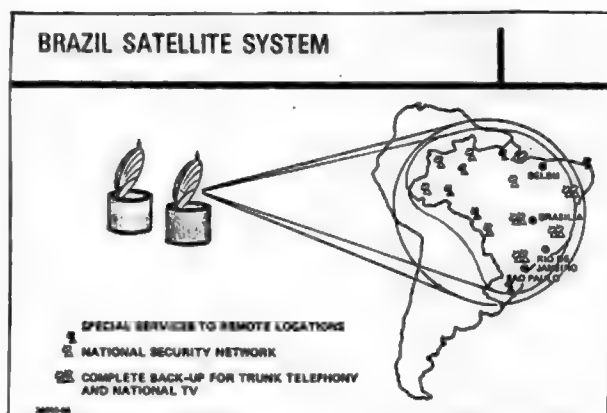 BRAZIL SATELLITE SYSTEM
BELEM
BRASILIA
RIO DE
JANEIRO
SAO PAULO
SPECIAL SERVICES TO REMOTE LOCATIONS
NATIONAL SECURITY NETWORK
COMPLETE BACK-UP FOR TRUNK TELEPHONY
AND NATIONAL TV